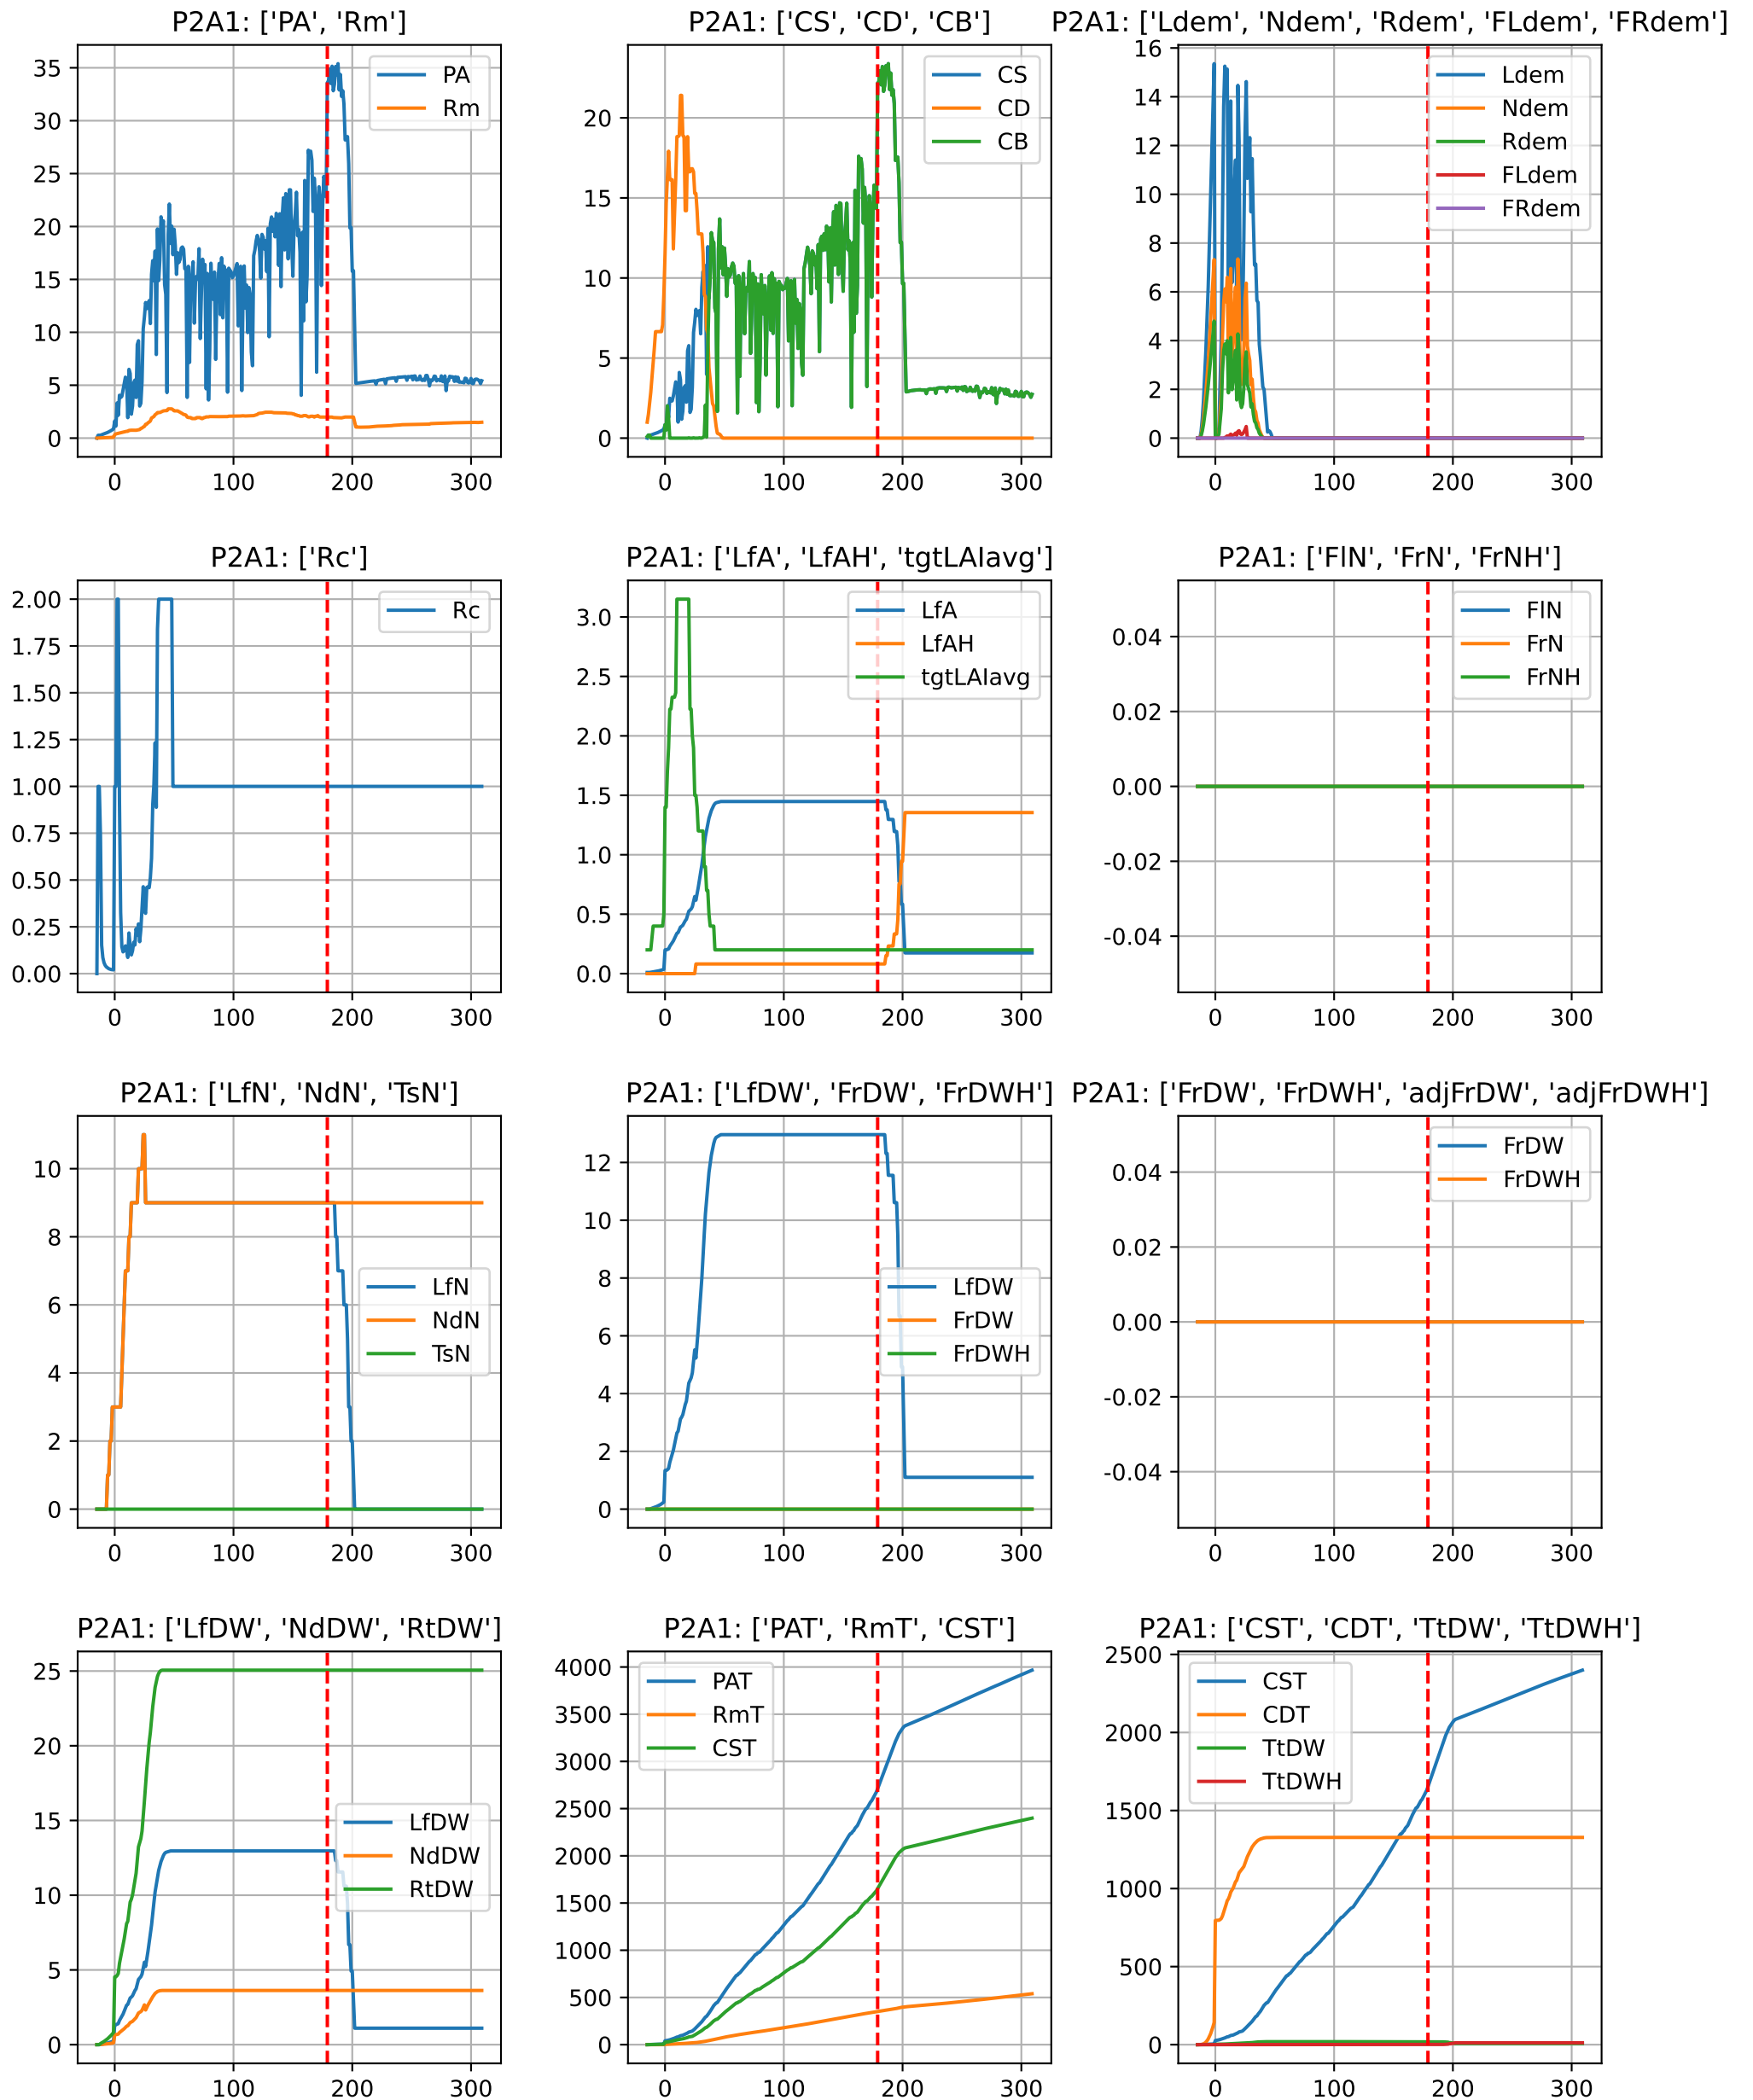 P2A1: ['PA', 'Rm']
35
30
25
20
15
10
5
0
0 100 200 300
PA
Rm
P2A1: ['CS', 'CD', 'CB']
20
15
10
5
0
0 100 200 300
CS
CD
CB
P2A1: ['Ldem', 'Ndem', 'Rdem', 'FLdem', 'FRdem']
16
14
12
10
8
6
4
2
0
0 100 200 300
Ldem
Ndem
Rdem
FLdem
FRdem
P2A1: ['Rc']
2.00
1.75
1.50
1.25
1.00
0.75
0.50
0.25
0.00
0 100 200 300
Rc
P2A1: ['LfA', 'LfAH', 'tgtLAIavg']
3.0
2.5
2.0
1.5
1.0
0.5
0.0
0 100 200 300
LfA
LfAH
tgtLAIavg
P2A1: ['FlN', 'FrN', 'FrNH']
0.04
0.02
0.00
-0.02
-0.04
0 100 200 300
FlN
FrN
FrNH
P2A1: ['LfN', 'NdN', 'TsN']
10
8
6
4
2
0
0 100 200 300
LfN
NdN
TsN
P2A1: ['LfDW', 'FrDW', 'FrDWH']
12
10
8
6
4
2
0
0 100 200 300
LfDW
FrDW
FrDWH
P2A1: ['FrDW', 'FrDWH', 'adjFrDW', 'adjFrDWH']
0.04
0.02
0.00
-0.02
-0.04
0 100 200 300
FrDW
FrDWH
P2A1: ['LfDW', 'NdDW', 'RtDW']
25
20
15
10
5
0
0 100 200 300
LfDW
NdDW
RtDW
P2A1: ['PAT', 'RmT', 'CST']
4000
3500
3000
2500
2000
1500
1000
500
0
0 100 200 300
PAT
RmT
CST
P2A1: ['CST', 'CDT', 'TtDW', 'TtDWH']
2500
2000
1500
1000
500
0
0 100 200 300
CST
CDT
TtDW
TtDWH